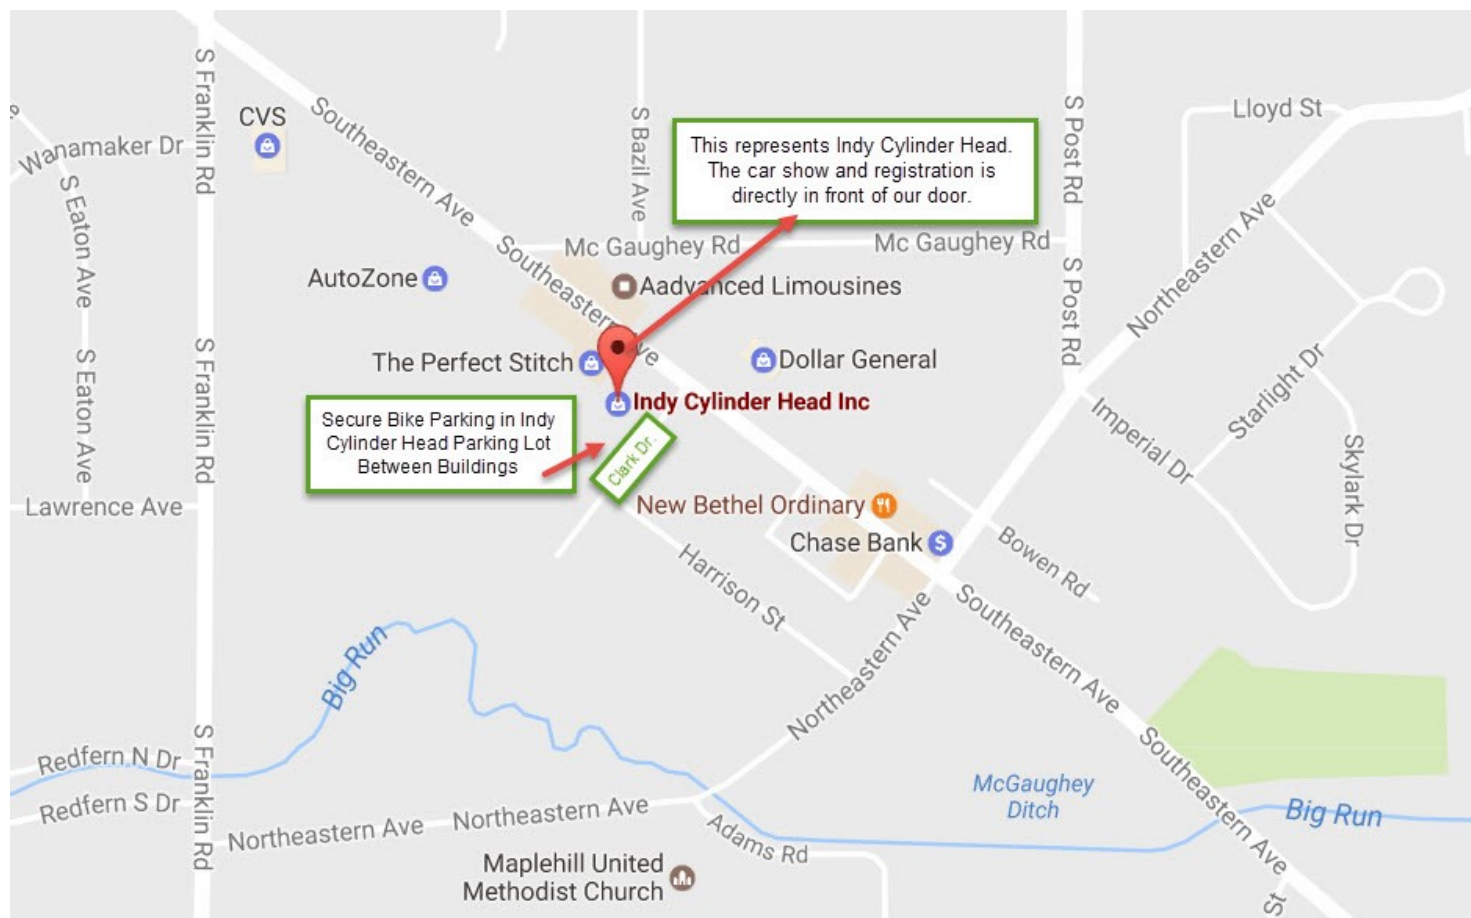 S Franklin Rd
CVS
Wanamaker Dr
S Eaton Ave
Southeastern Ave
S Bazil Ave
This represents Indy Cylinder Head.
The car show and registration is
directly in front of our door.
S Post Rd
Lloyd St
Northeastern Ave
Mc Gaughey Rd
Mc Gaughey Rd
Southeastern Ave
AutoZone
Aadvanced Limousines
S Post Rd
S Franklin Rd
S Eaton Ave
The Perfect Stitch
Dollar General
Starlight Dr
Indy Cylinder Head Inc
Secure Bike Parking in Indy
Cylinder Head Parking Lot
Between Buildings
Clark Dr.
Imperial Dr
Skylark Dr
Lawrence Ave
New Bethel Ordinary
Chase Bank
$
Bowen Rd
Harrison St
Southeastern Ave
Northeastern Ave
Big Run
S Franklin Rd
Redfern N Dr
Redfern S Dr
Northeastern Ave
Northeastern Ave
Adams Rd
McGaughey
Ditch
Southeastern Ave
Big Run
Maplehill United
Methodist Church
St